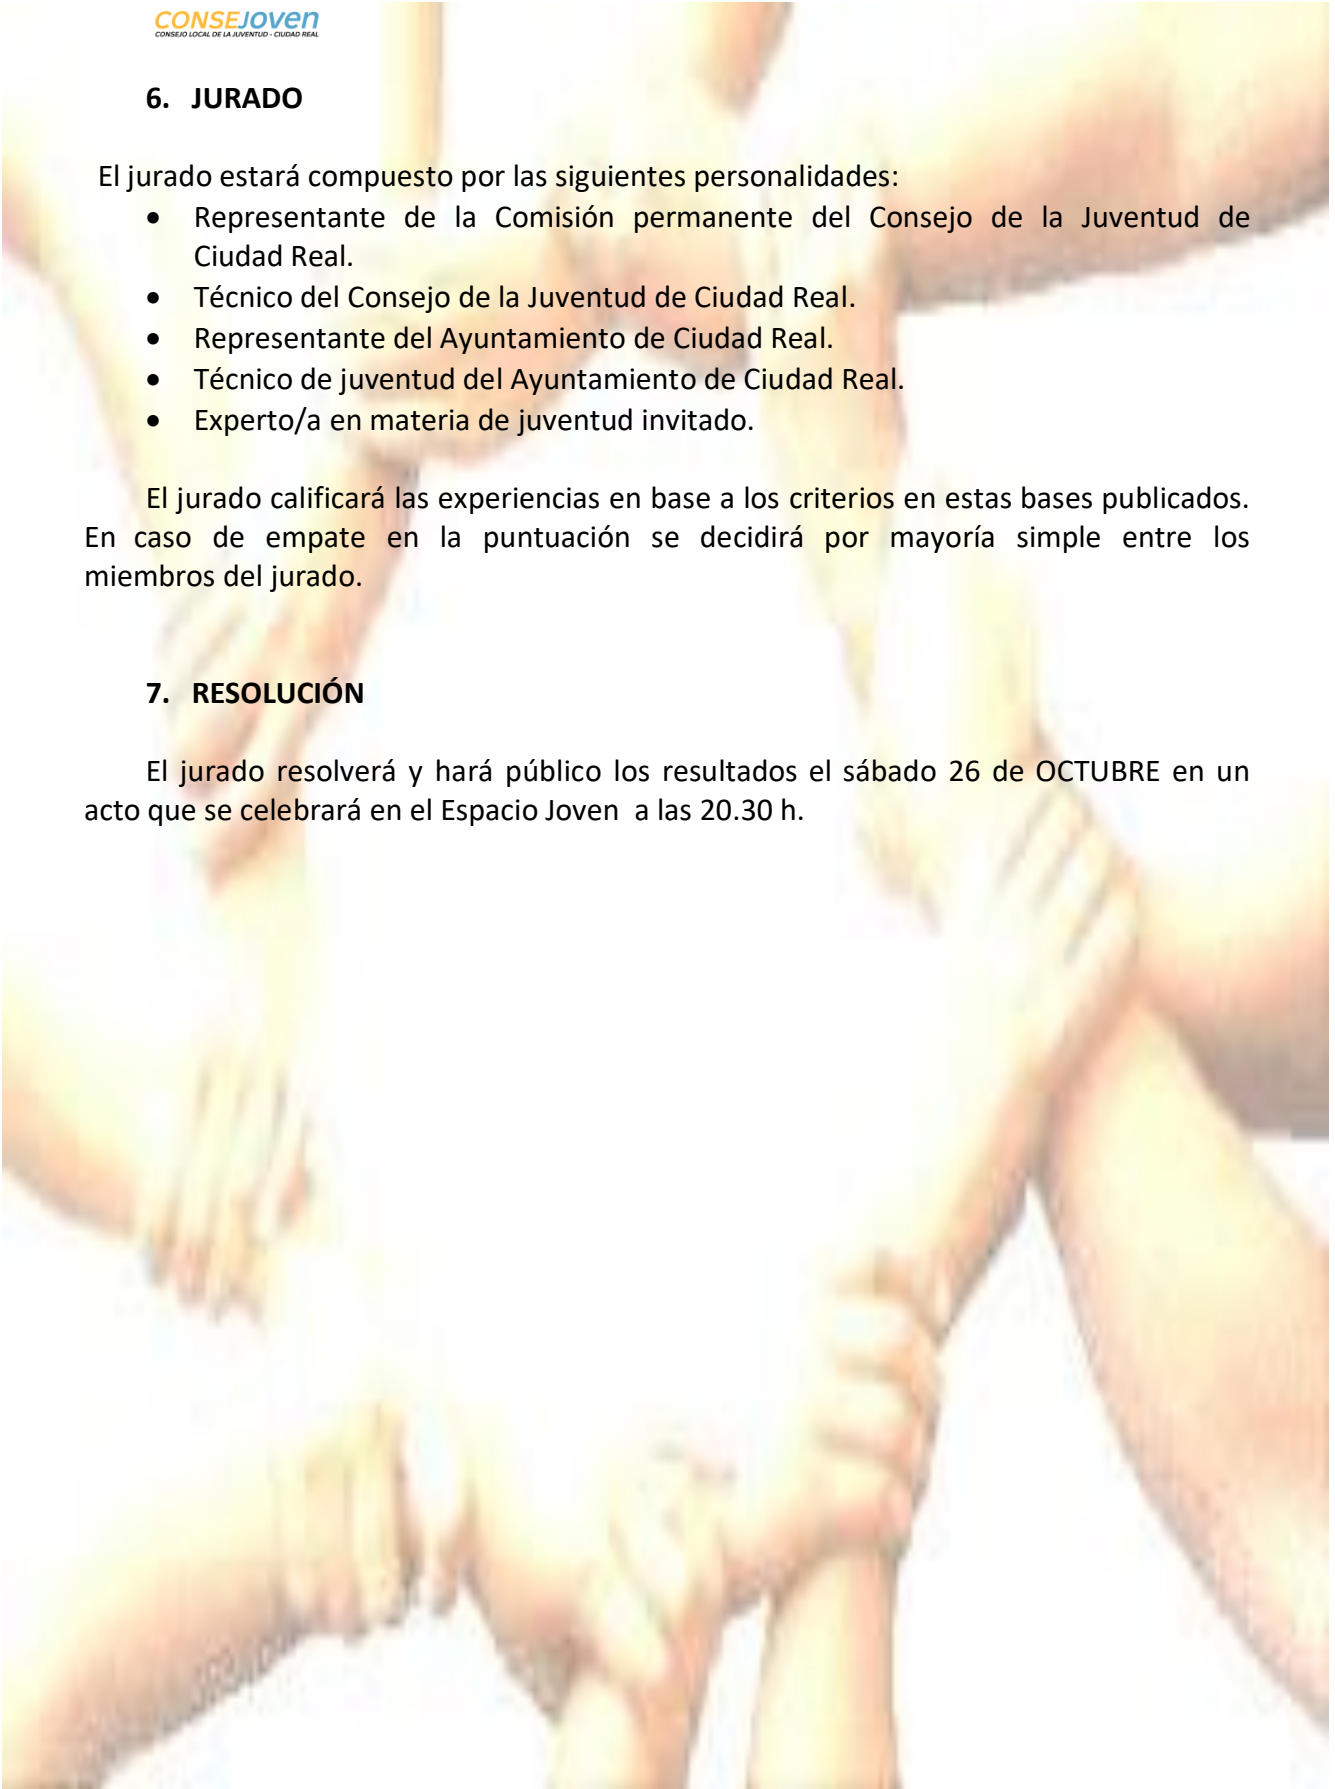 CONSEJOVEN
CONSEJO LOCAL DE LA JUVENTUD - CIUDAD REAL
6. JURADO
El jurado estará compuesto por las siguientes personalidades:
• Representante de la Comisión permanente del Consejo de la Juventud de
Ciudad Real.
• Técnico del Consejo de la Juventud de Ciudad Real.
• Representante del Ayuntamiento de Ciudad Real.
• Técnico de juventud del Ayuntamiento de Ciudad Real.
• Experto/a en materia de juventud invitado.
El jurado calificará las experiencias en base a los criterios en estas bases publicados.
En caso de empate en la puntuación se decidirá por mayoría simple entre los
miembros del jurado.
7. RESOLUCIÓN
El jurado resolverá y hará público los resultados el sábado 26 de OCTUBRE en un
acto que se celebrará en el Espacio Joven a las 20.30 h.